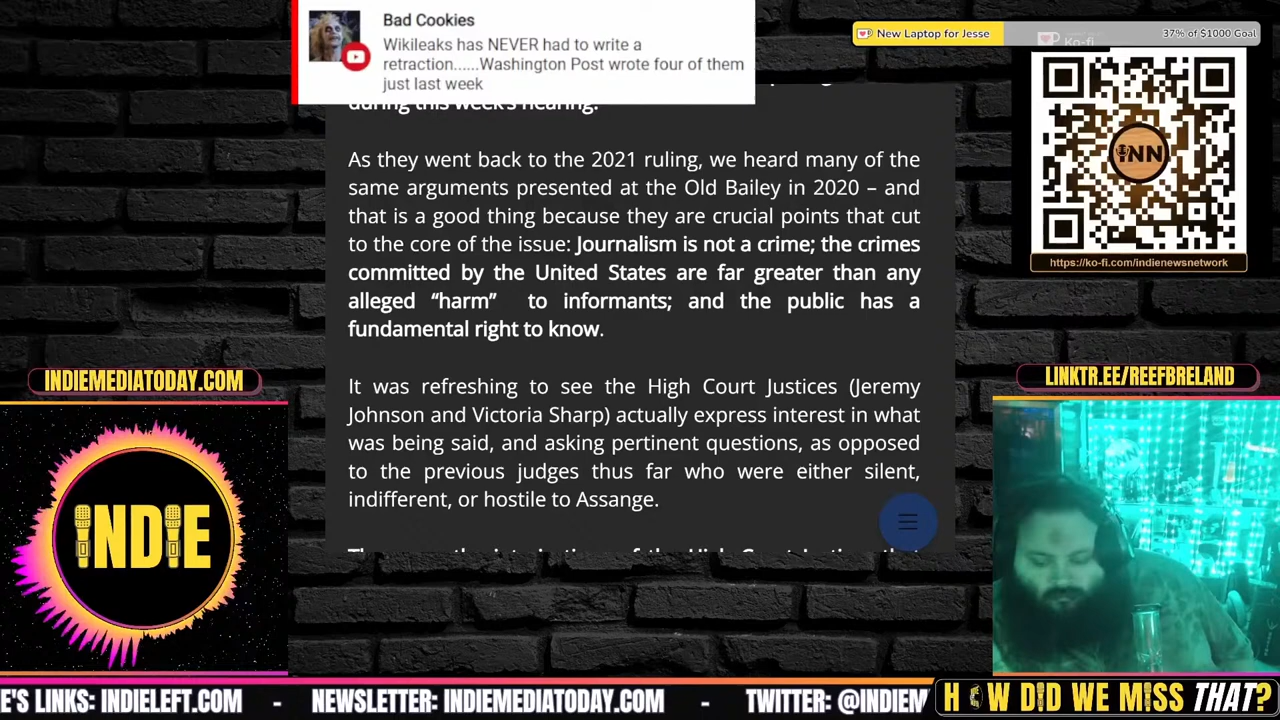 Bad Cookies
Wikileaks has NEVER had to write a
retraction......Washington Post wrote four of them
just last week
New Laptop for Jesse
Ko-fi
37% of $1000 Goal
iNN
https://ko-fi.com/indienewsnetwork
during this week's hearing.
As they went back to the 2021 ruling, we heard many of the
same arguments presented at the Old Bailey in 2020 – and
that is a good thing because they are crucial points that cut
to the core of the issue: Journalism is not a crime; the crimes
committed by the United States are far greater than any
alleged “harm” to informants; and the public has a
fundamental right to know.
It was refreshing to see the High Court Justices (Jeremy
Johnson and Victoria Sharp) actually express interest in what
was being said, and asking pertinent questions, as opposed
to the previous judges thus far who were either silent,
indifferent, or hostile to Assange.
INDIEMEDIATODAY.COM
INDIE
LINKTR.EE/REEFBRELAND
E'S LINKS: INDIELEFT.COM - NEWSLETTER: INDIEMEDIATODAY.COM - TWITTER: @INDIEM
HOW DID WE MISS THAT?